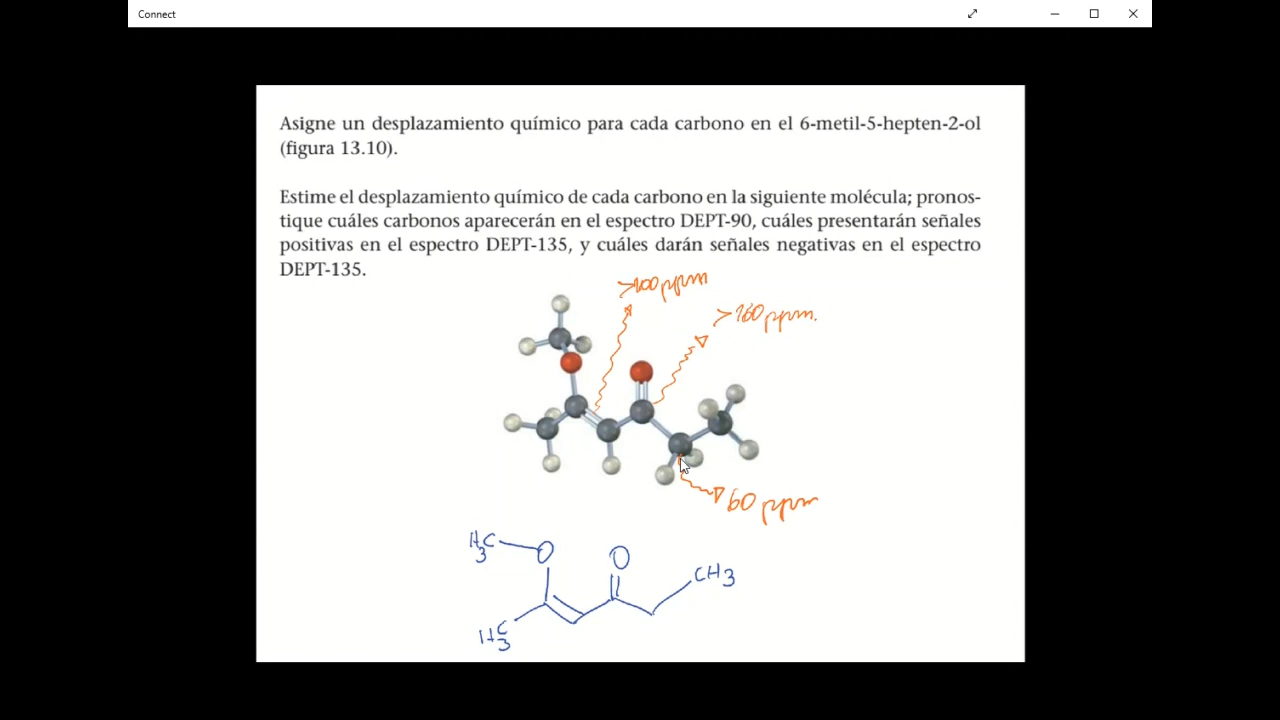 Connect
Asigne un desplazamiento químico para cada carbono en el 6-metil-5-hepten-2-ol
(figura 13.10).
Estime el desplazamiento químico de cada carbono en la siguiente molécula; pronos-
tique cuáles carbonos aparecerán en el espectro DEPT-90, cuáles presentarán señales
positivas en el espectro DEPT-135, y cuáles darán señales negativas en el espectro
DEPT-135.
>100 ppm
>160 ppm.
60 ppm
H3C
O
O
CH3
H3C